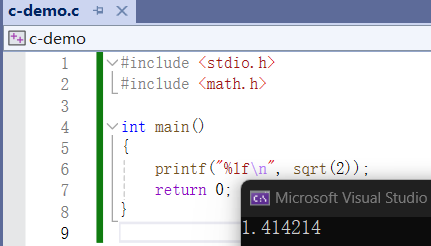 c-demo.c
c-demo
1 #include <stdio.h>
2 #include <math.h>
3
4 int main()
5 {
6 printf("%lf\n", sqrt(2));
7 return 0;
8 }
9
Microsoft Visual Studio
1.414214